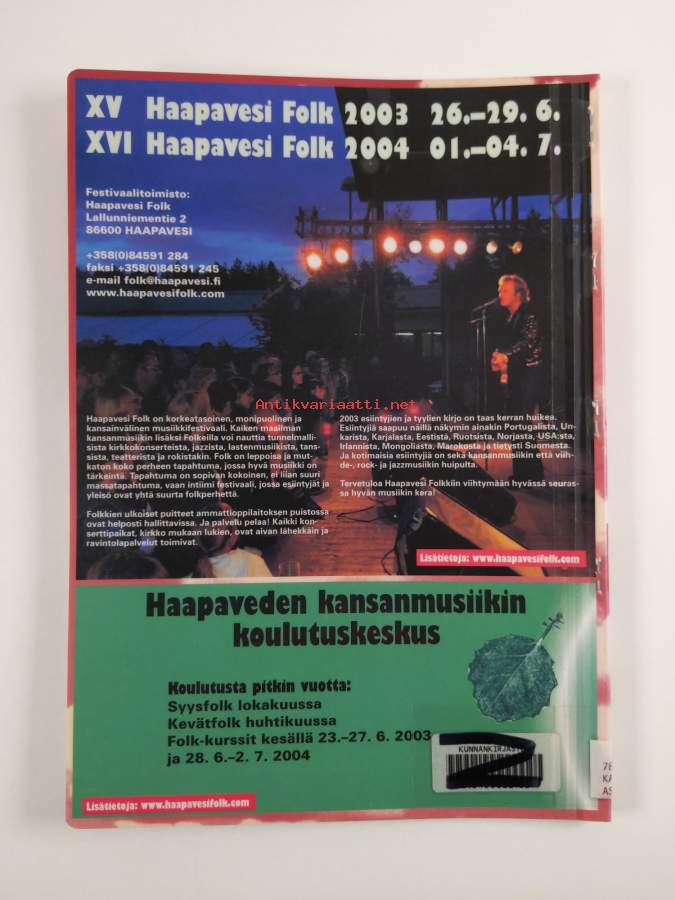 XV Haapavesi Folk 2003 26.–29. 6.
XVI Haapavesi Folk 2004 01.–04. 7.
Festivaalitoimisto:
Haapavesi Folk
Lallunniementie 2
86600 HAAPAVESI
+358(0)84591 284
faksi +358(0)84591 245
e-mail folk@haapavesi.fi
www.haapavesifolk.com
Antikvariaatti.net
Haapavesi Folk on korkeatasoinen, monipuolinen ja
kansainvälinen musiikkifestivaali. Kaiken maailman
kansanmusiikin lisäksi Folkeilla voi nauttia tunnelmalli-
sista kirkkokonserteista, jazzista, lastenmusiikista, tans-
sista, teatterista ja rokistakin. Folk on leppoisa ja mut-
katon koko perheen tapahtuma, jossa hyvä musiikki on
tärkeintä. Tapahtuma on sopivan kokoinen, ei liian suuri
massatapahtuma, vaan intiimi festivaali, jossa esiintyjät ja
yleisö ovat yhtä suurta folkperhettä.
Folkkien ulkoiset puitteet ammattioppilaitoksen puistossa
ovat helposti hallittavissa. Ja palvelu pelaa! Kaikki kon-
serttipaikat, kirkko mukaan lukien, ovat aivan lähekkäin ja
ravintolapalvelut toimivat.
2003 esiintyjien ja tyylien kirjo on taas kerran huikea.
Esiintyjiä saapuu näillä näkymin ainakin Portugalista, Un-
karista, Karjalasta, Eestistä, Ruotsista, Norjasta, USA:sta,
Irlannista, Mongoliasta, Marokosta ja tietysti Suomesta.
Ja kotimaisia esiintyjiä on sekä kansanmusiikin että viih-
de-, rock- ja jazzmusiikin huipulta.
Tervetuloa Haapavesi Folkkiin viihtymään hyvässä seuras-
sa hyvän musiikin kera!
Lisätietoja: www.haapavesifolk.com
Haapaveden kansanmusiikin
koulutuskeskus
Koulutusta pitkin vuotta:
Syysfolk lokakuussa
Kevätfolk huhtikuussa
Folk-kurssit kesällä 23.–27. 6. 2003
ja 28. 6.–2. 7. 2004
Lisätietoja: www.haapavesifolk.com
78
KA
AS